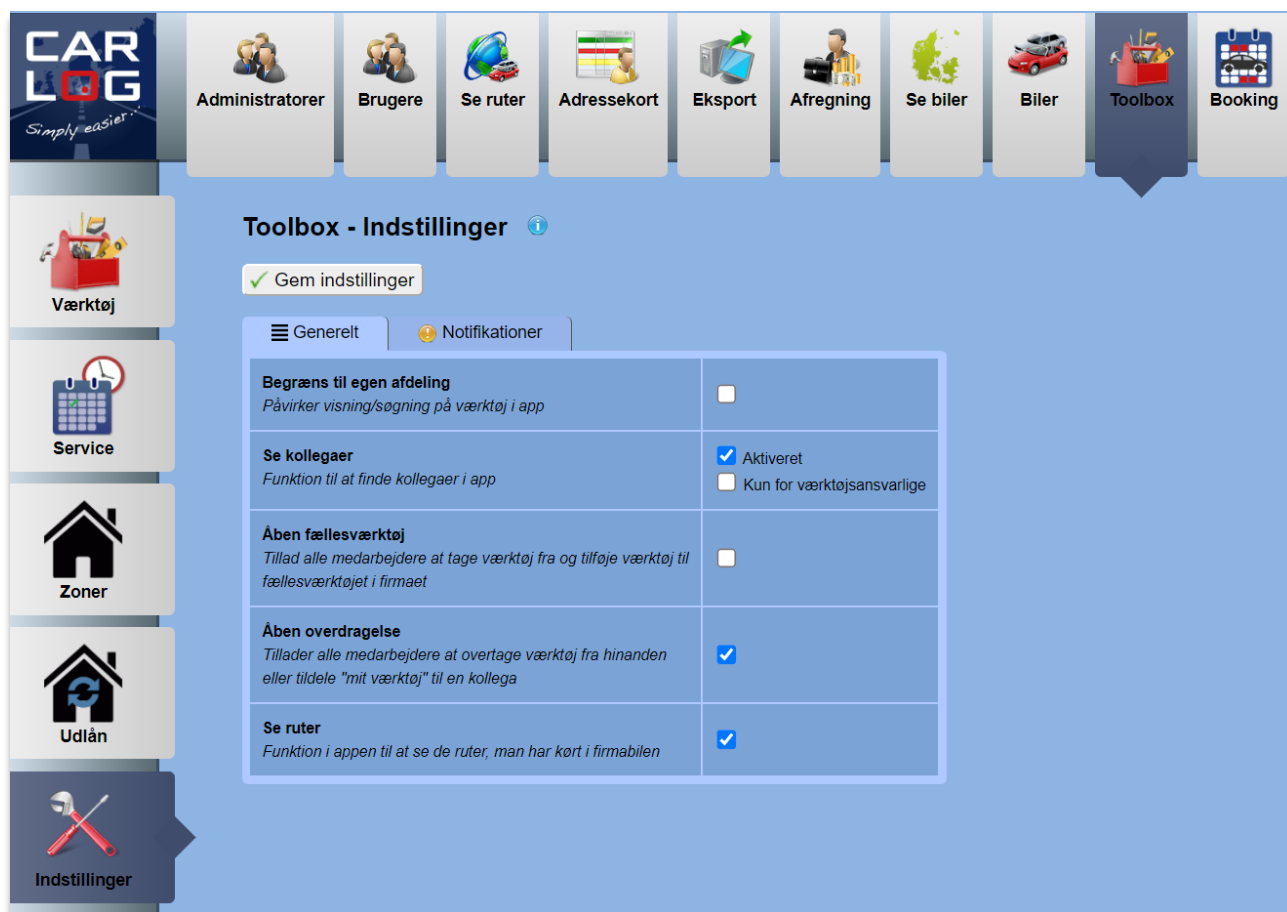 CAR
LOG
Simply easier...
Administratorer
Brugere
Se ruter
Adressekort
Eksport
Afregning
Se biler
Biler
Toolbox
Booking
Værktøj
Service
Zoner
Udlån
Indstillinger
Toolbox - Indstillinger
Gem indstillinger
Generelt
Notifikationer
Begræns til egen afdeling
Påvirker visning/søgning på værktøj i app
Se kollegaer
Funktion til at finde kollegaer i app
Aktiveret
Kun for værktøjsansvarlige
Åben fællesværktøj
Tillad alle medarbejdere at tage værktøj fra og tilføje værktøj til
fællesværktøjet i firmaet
Åben overdragelse
Tillader alle medarbejdere at overtage værktøj fra hinanden
eller tildele "mit værktøj" til en kollega
Se ruter
Funktion i appen til at se de ruter, man har kørt i firmabilen